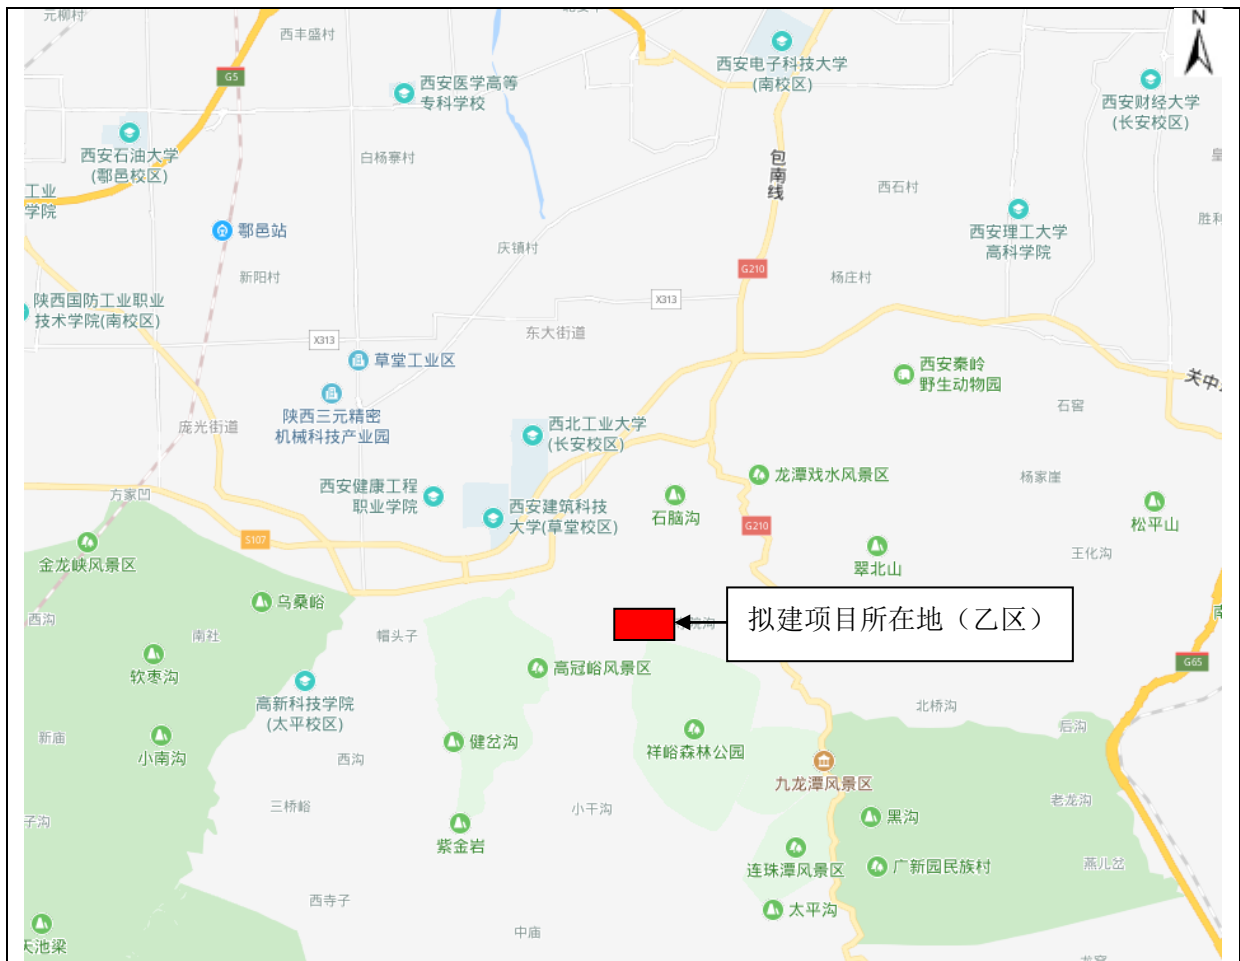 元柳村
西丰盛村
N
G5
西安医学高等
专科学校
西安电子科技大学
(南校区)
西安财经大学
(长安校区)
西安石油大学
(鄠邑校区)
白杨寨村
包南线
西石村
工业
学院
胜利
鄠邑站
庆镇村
西安理工大学
高科学院
新阳村
G210
杨庄村
陕西国防工业职业
技术学院(南校区)
X313
东大街道
X313
草堂工业区
西安秦岭
野生动物园
关中
陕西三元精密
机械科技产业园
石窖
庞光街道
西北工业大学
(长安校区)
龙潭戏水风景区
杨家崖
方家凹
西安健康工程
职业学院
西安建筑科技
大学(草堂校区)
石脑沟
G210
松平山
S107
金龙峡风景区
翠北山
王化沟
乌桑峪
西沟
南社
帽头子
拟建项目所在地（乙区）
南
软枣沟
高冠峪风景区
G65
高新科技学院
(太平校区)
北桥沟
后沟
新庙
小南沟
健岔沟
祥峪森林公园
西沟
九龙潭风景区
三桥峪
小干沟
老龙沟
子沟
紫金岩
黑沟
连珠潭风景区
广新园民族村
燕儿岔
西寺子
太平沟
天池梁
中庙